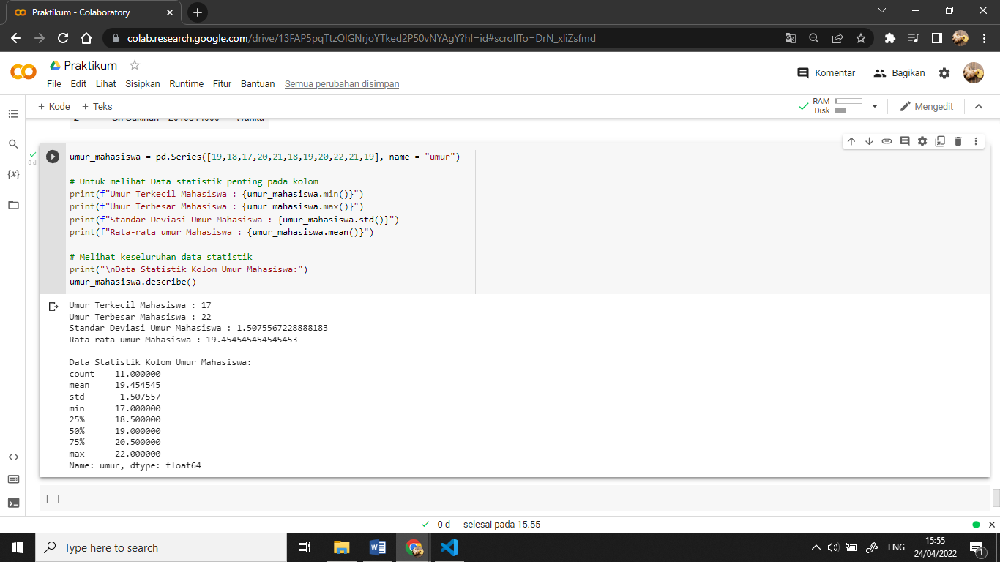 Praktikum - Colaboratory
colab.research.google.com/drive/13FAP5pqTtzQlGNrjoYTked2P50vNYAgY?hl=id#scrollTo=DrN_xliZsfmd
Praktikum
File Edit Lihat Sisipkan Runtime Fitur Bantuan Semua perubahan disimpan
Komentar Bagikan
+ Kode + Teks
RAM
Disk
Mengedit
umur_mahasiswa = pd.Series([19,18,17,20,21,18,19,20,22,21,19], name = "umur")
0 d
# Untuk melihat Data statistik penting pada kolom
print(f"Umur Terkecil Mahasiswa : {umur_mahasiswa.min()}")
print(f"Umur Terbesar Mahasiswa : {umur_mahasiswa.max()}")
print(f"Standar Deviasi Umur Mahasiswa : {umur_mahasiswa.std()}")
print(f"Rata-rata umur Mahasiswa : {umur_mahasiswa.mean()}")
# Melihat keseluruhan data statistik
print("\nData Statistik Kolom Umur Mahasiswa:")
umur_mahasiswa.describe()
Umur Terkecil Mahasiswa : 17
Umur Terbesar Mahasiswa : 22
Standar Deviasi Umur Mahasiswa : 1.5075567228888183
Rata-rata umur Mahasiswa : 19.454545454545453
Data Statistik Kolom Umur Mahasiswa:
count 11.000000
mean 19.454545
std 1.507557
min 17.000000
25% 18.500000
50% 19.000000
75% 20.500000
max 22.000000
Name: umur, dtype: float64
[ ]
0 d selesai pada 15.55
Type here to search
ENG
15:55
24/04/2022
1